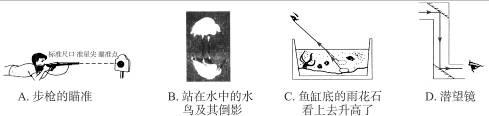 标准尺口 准星尖 瞄准点
A. 步枪的瞄准
B. 站在水中的水
鸟及其倒影
C. 鱼缸底的雨花石
看上去升高了
D. 潜望镜